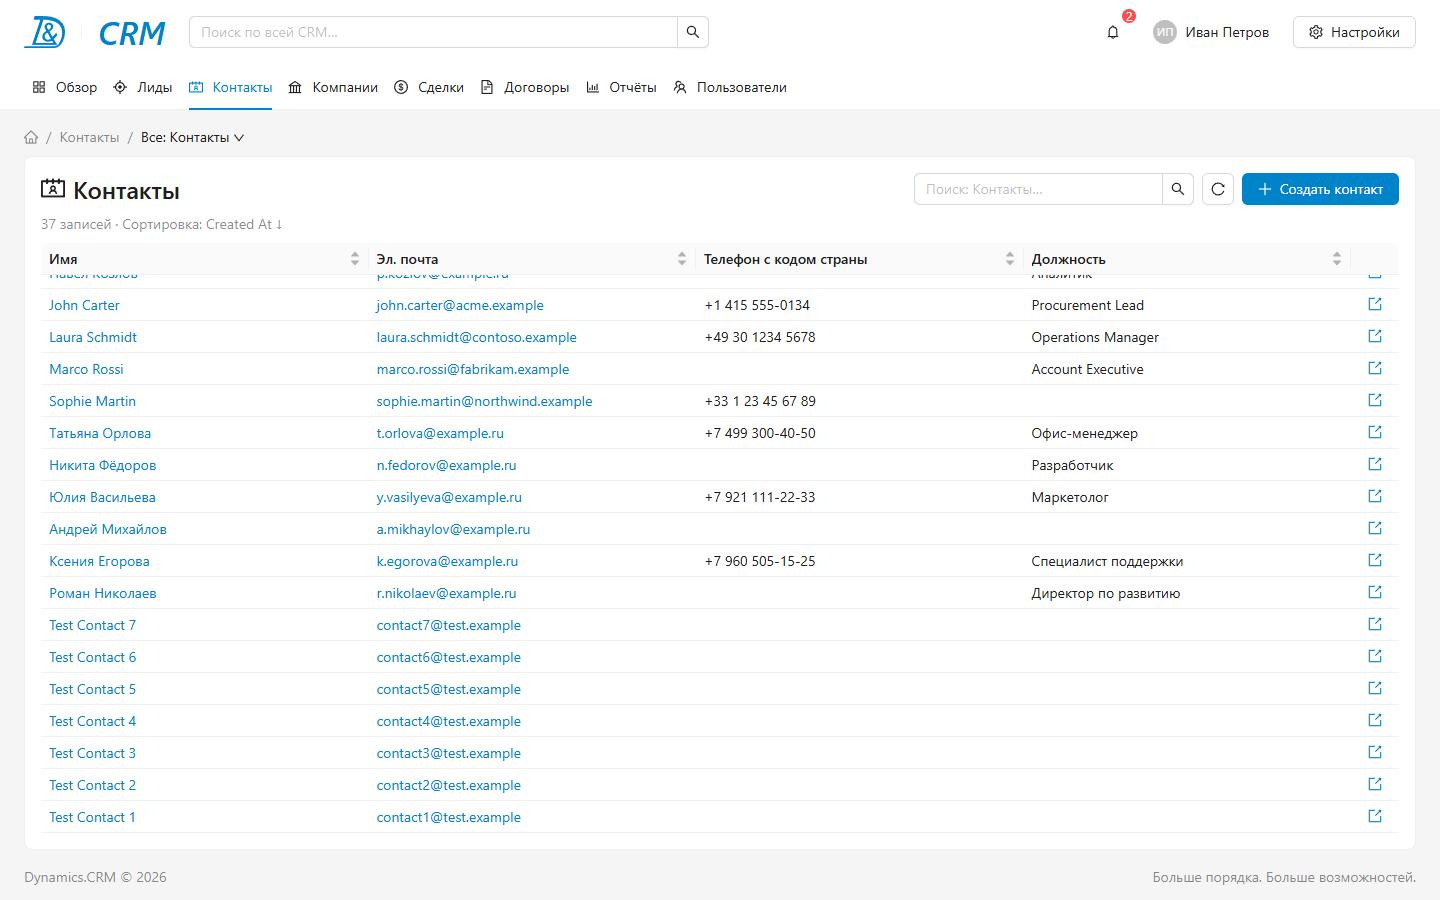 D& CRM
Поиск по всей CRM...
2
ИП Иван Петров
Настройки
Обзор Лиды Контакты Компании Сделки Договоры Отчёты Пользователи
/ Контакты / Все: Контакты
Контакты
Поиск: Контакты...
Создать контакт
37 записей · Сортировка: Created At ↓
Имя Эл. почта Телефон с кодом страны Должность
Павел Козлов p.kozlov@example.ru Аналитик
John Carter john.carter@acme.example +1 415 555-0134 Procurement Lead
Laura Schmidt laura.schmidt@contoso.example +49 30 1234 5678 Operations Manager
Marco Rossi marco.rossi@fabrikam.example Account Executive
Sophie Martin sophie.martin@northwind.example +33 1 23 45 67 89
Татьяна Орлова t.orlova@example.ru +7 499 300-40-50 Офис-менеджер
Никита Фёдоров n.fedorov@example.ru Разработчик
Юлия Васильева y.vasilyeva@example.ru +7 921 111-22-33 Маркетолог
Андрей Михайлов a.mikhaylov@example.ru
Ксения Егорова k.egorova@example.ru +7 960 505-15-25 Специалист поддержки
Роман Николаев r.nikolaev@example.ru Директор по развитию
Test Contact 7 contact7@test.example
Test Contact 6 contact6@test.example
Test Contact 5 contact5@test.example
Test Contact 4 contact4@test.example
Test Contact 3 contact3@test.example
Test Contact 2 contact2@test.example
Test Contact 1 contact1@test.example
Dynamics.CRM © 2026
Больше порядка. Больше возможностей.